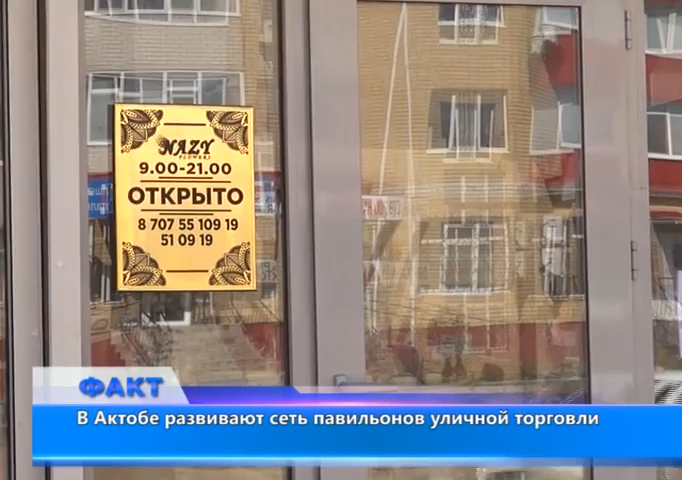 NAZY
FLOWERS
9.00-21.00
ОТКРЫТО
8 707 55 109 19
51 09 19
ФАКТ
В Актобе развивают сеть павильонов уличной торговли